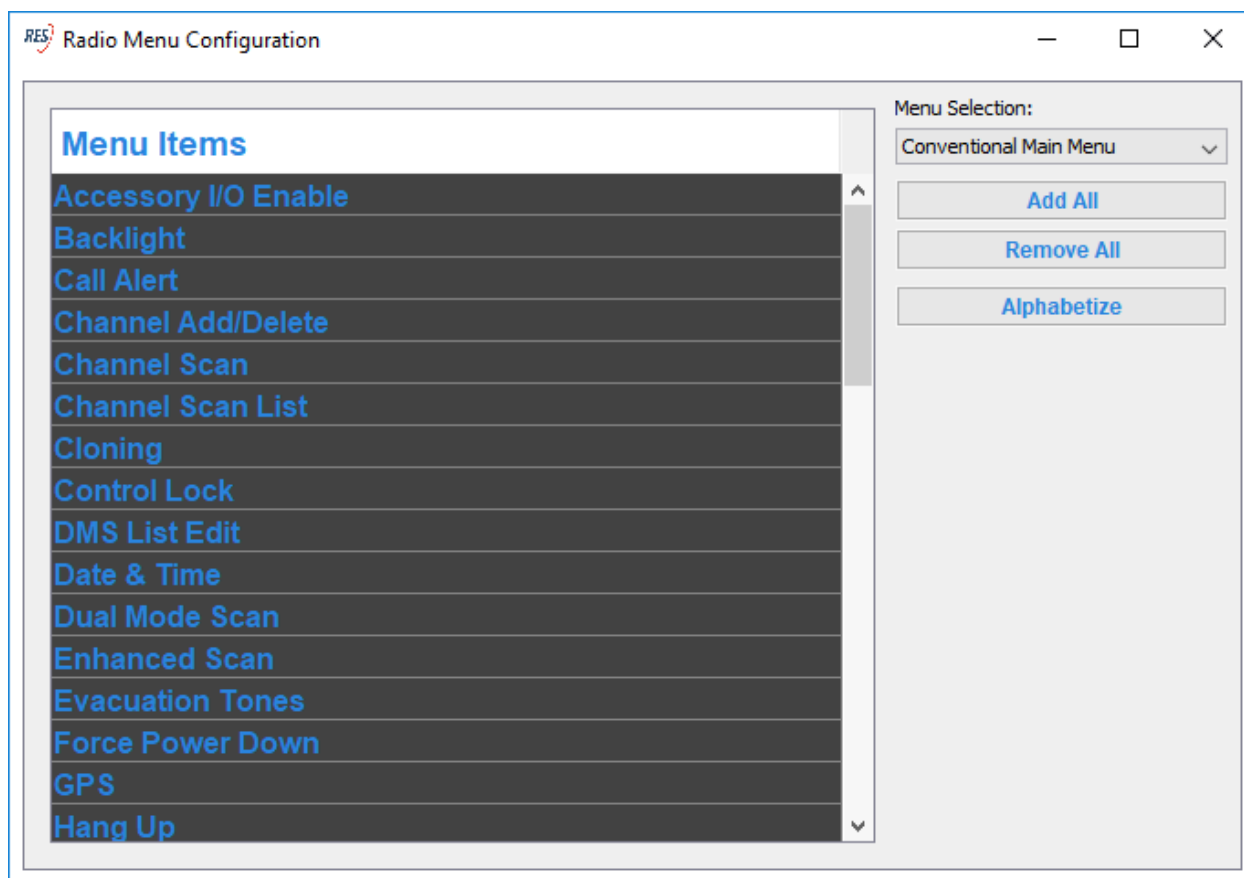 RES Radio Menu Configuration
Menu Items
Accessory I/O Enable
Backlight
Call Alert
Channel Add/Delete
Channel Scan
Channel Scan List
Cloning
Control Lock
DMS List Edit
Date & Time
Dual Mode Scan
Enhanced Scan
Evacuation Tones
Force Power Down
GPS
Hang Up
Menu Selection:
Conventional Main Menu
Add All
Remove All
Alphabetize